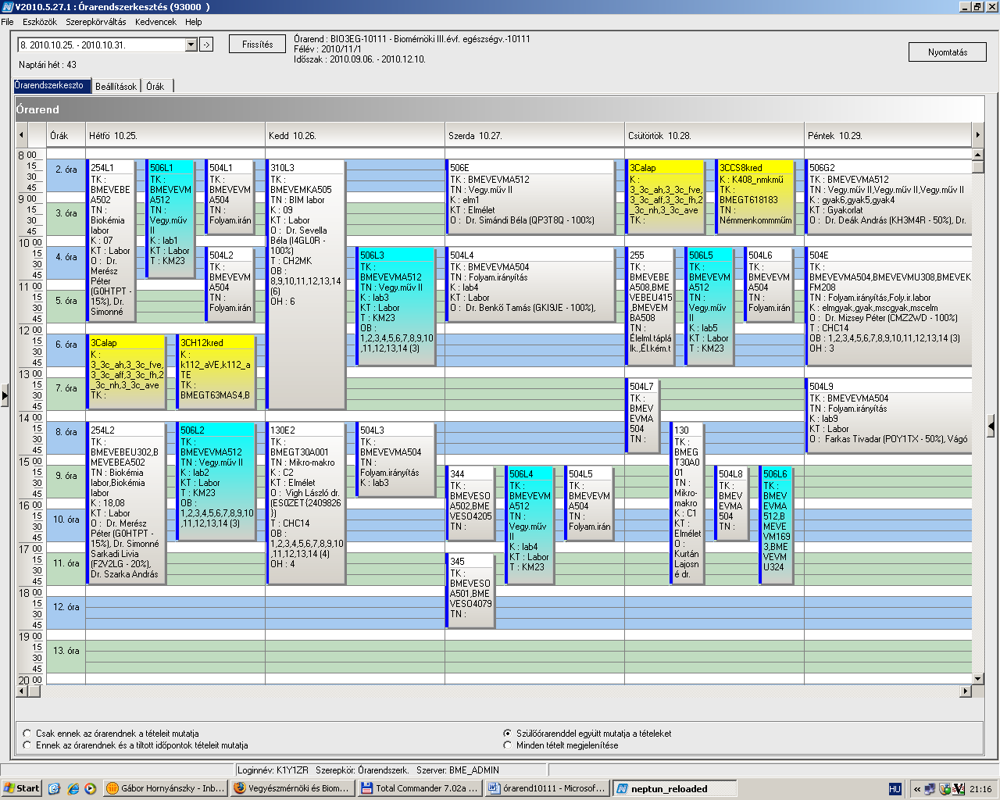 V2010.5.27.1 : Órarendszerkesztés (93000 )
File Eszközök Szerepkörváltás Kedvencek Help
8. 2010.10.25. - 2010.10.31.
->
Frissítés
Órarend : BIO3EG-10111 - Biomérnöki III.évf. egészségv.-10111
Félév : 2010/11/1
Időszak : 2010.09.06. - 2010.12.10.
Nyomtatás
Naptári hét : 43
Órarendszerkeszto Beállítások Órák
Órarend
Órák Hétfő 10.25. Kedd 10.26. Szerda 10.27. Csütörtök 10.28. Péntek 10.29.
8 00
15
30
45
9 00
15
30
45
10 00
15
30
45
11 00
15
30
45
12 00
15
30
45
13 00
15
30
45
14 00
15
30
45
15 00
15
30
45
16 00
15
30
45
17 00
15
30
45
18 00
15
30
45
19 00
15
30
45
20 00
2. óra
3. óra
4. óra
5. óra
6. óra
7. óra
8. óra
9. óra
10. óra
11. óra
12. óra
13. óra
254L1
TK :
BMEVEBE
A502
TN :
Biokémia
labor
K : 07
KT : Labor
O : Dr.
Merész
Péter
(G0HTPT -
15%), Dr.
Simonné
506L1
TK :
BMEVEVM
A512
TN :
Vegy.műv
II
K : lab1
KT : Labor
T : KM23
504L1
TK :
BMEVEVM
A504
TN :
Folyam.irán
504L2
TK :
BMEVEVM
A504
TN :
Folyam.irán
3Calap
K :
3_3c_ah,3_3c_fve,
3_3c_aff,3_3c_fh,2
_3c_nh,3_3c_ave
TK :
3CH12kred
K :
k112_aVE,k112_a
TE
TK :
BMEGT63MAS4,B
254L2
TK :
BMEVEBEU302,B
MEVEBEA502
TN : Biokémia
labor,Biokémia
labor
K : 18,08
KT : Labor
O : Dr. Merész
Péter (G0HTPT -
15%), Dr. Simonné
Sarkadi Livia
(F2V2LG - 20%),
Dr. Szarka András
506L2
TK :
BMEVEVMA512
TN : Vegy.műv II
K : lab2
KT : Labor
T : KM23
OB :
1,2,3,4,5,6,7,8,9,10
,11,12,13,14 (3)
310L3
TK :
BMEVEMKA505
TN : BIM labor
K : 09
KT : Labor
O : Dr. Sevella
Béla (I4GL0R -
100%)
T : CH2MK
OB :
8,9,10,11,12,13,14
(6)
OH : 6
506L3
TK :
BMEVEVMA512
TN : Vegy.műv II
K : lab3
KT : Labor
T : KM23
OB :
1,2,3,4,5,6,7,8,9,10
,11,12,13,14 (3)
130E2
TK :
BMEGT30A001
TN : Mikro-makro
K : C2
KT : Elmélet
O : Vigh László dr.
(ES0ZET{2409826
})
T : CHC14
OB :
1,2,3,4,5,6,7,8,9,10
,11,12,13,14 (4)
OH : 4
504L3
TK :
BMEVEVMA504
TN :
Folyam.irányítás
K : lab3
506E
TK : BMEVEVMA512
TN : Vegy.műv II
K : elm1
KT : Elmélet
O : Dr. Simándi Béla (QP3T8Q - 100%)
504L4
TK : BMEVEVMA504
TN : Folyam.irányítás
K : lab4
KT : Labor
O : Dr. Benkő Tamás (GKI9JE - 100%),
344
TK :
BMEVESO
A502,BME
VESO4205
TN :
506L4
TK :
BMEVEVM
A512
TN :
Vegy.műv
II
K : lab4
KT : Labor
T : KM23
504L5
TK :
BMEVEVM
A504
TN :
Folyam.irán
345
TK :
BMEVESO
A501,BME
VESO4079
TN :
3Calap
K :
3_3c_ah,3_3c_fve,
3_3c_aff,3_3c_fh,2
_3c_nh,3_3c_ave
TK :
3CCS8kred
K : K408_nmkmű
TK :
BMEGT618183
TN :
Némmenkommműm
255
TK :
BMEVEBE
A508,BME
VEBEU415
,BMEVEM
BA508
TN :
Élelml.táplá
lk.,Él.kém.t
506L5
TK :
BMEVEVM
A512
TN :
Vegy.műv
II
K : lab5
KT : Labor
T : KM23
504L6
TK :
BMEVEVM
A504
TN :
Folyam.irán
504L7
TK :
BMEV
EVMA
504
TN :
130
TK :
BMEG
T30A0
01
TN :
Mikro-
makro
K : C1
KT :
Elmélet
O :
Kurtán
Lajosn
é dr.
504L8
TK :
BMEV
EVMA
504
TN :
506L6
TK :
BMEV
EVMA
512,B
MEVE
VM169
3,BME
VEVM
U324
506G2
TK : BMEVEVMA512
TN : Vegy.műv II,Vegy.műv II,Vegy.műv II
K : gyak6,gyak5,gyak4
KT : Gyakorlat
O : Dr. Deák András (KH3M4R - 50%), Dr.
504E
TK :
BMEVEVMA504,BMEVEVMU308,BMEVEK
FM208
TN : Folyam.irányítás,Foly.ir.labor
K : elmgyak,gyak,mscgyak,mscelm
O : Dr. Mizsey Péter (CMZ2WD - 100%)
T : CHC14
OB : 1,2,3,4,5,6,7,8,9,10,11,12,13,14 (3)
OH : 3
504L9
TK : BMEVEVMA504
TN : Folyam.irányítás
K : lab9
KT : Labor
O : Farkas Tivadar (POY1TX - 50%), Vágó
Csak ennek az órarendnek a tételeit mutatja
Ennek az órarendnek és a tiltott időpontok tételeit mutatja
Szülőórarenddel együtt mutatja a tételeket
Minden tételt megjelenítése
Loginnév: K1Y1ZR Szerepkör: Órarendszerk. Szerver: BME_ADMIN
Start
Gábor Hornyánszky - Inb...
Vegyészmérnöki és Biom...
Total Commander 7.02a ...
órarend10111 - Microsof...
neptun_reloaded
HU
«
21:16